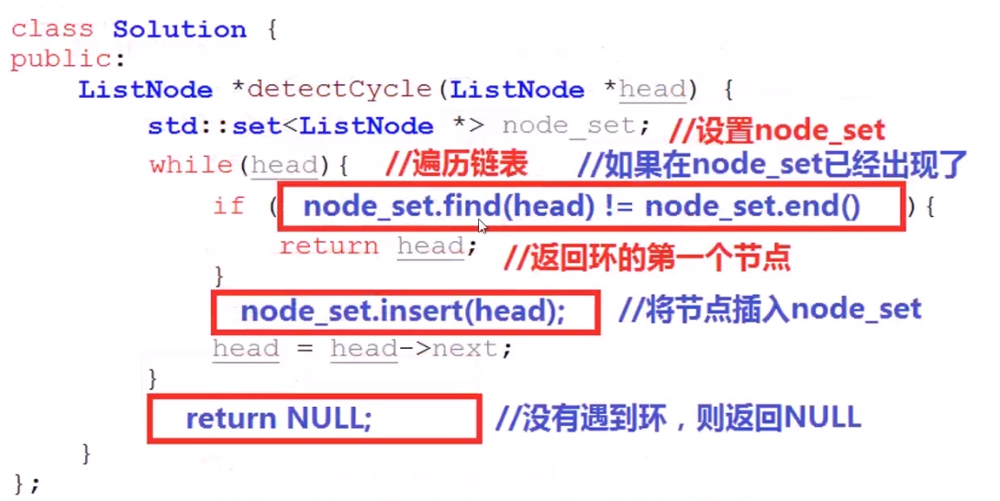 class Solution {
public:
ListNode *detectCycle(ListNode *head) {
std::set<ListNode *> node_set; //设置node_set
while(head){ //遍历链表 //如果在node_set已经出现了
if ( node_set.find(head) != node_set.end() ){
return head; //返回环的第一个节点
}
node_set.insert(head); //将节点插入node_set
head = head->next;
}
return NULL; //没有遇到环，则返回NULL
}
};